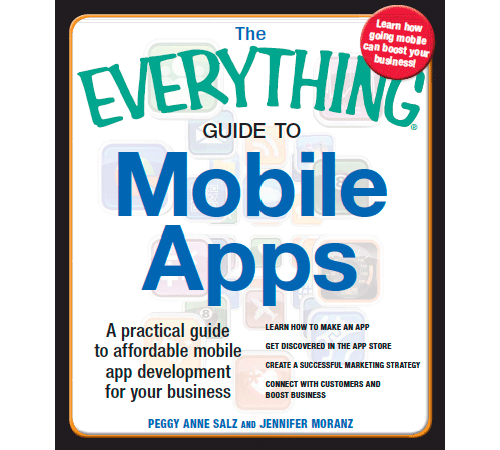 The
Learn how
going mobile
can boost your
business!
EVERYTHING®
GUIDE TO
Mobile
Apps
A practical guide
to affordable mobile
app development
for your business
LEARN HOW TO MAKE AN APP
GET DISCOVERED IN THE APP STORE
CREATE A SUCCESSFUL MARKETING STRATEGY
CONNECT WITH CUSTOMERS AND
BOOST BUSINESS
PEGGY ANNE SALZ AND JENNIFER MORANZ